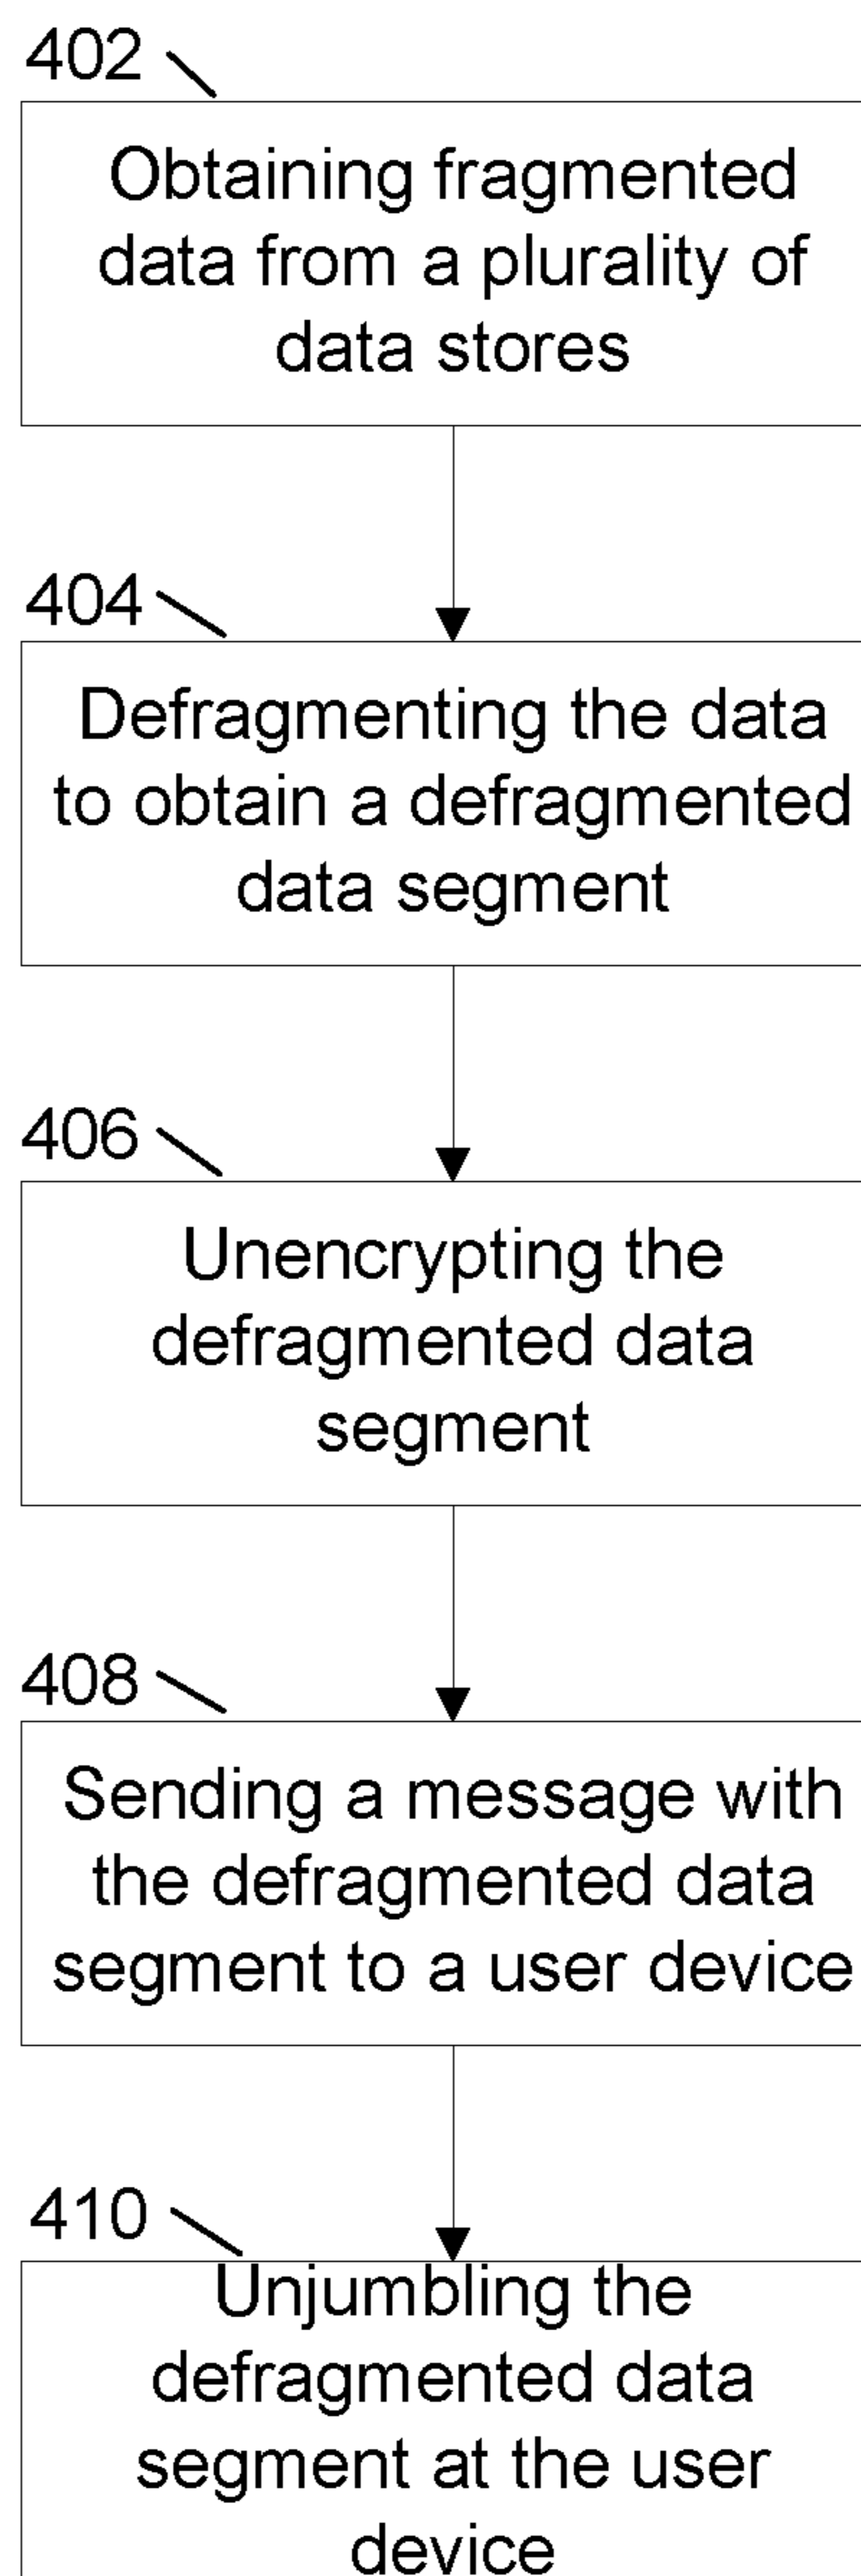 402
Obtaining fragmented
data from a plurality of
data stores
404
Defragmenting the data
to obtain a defragmented
data segment
406
Unencrypting the
defragmented data
segment
408
Sending a message with
the defragmented data
segment to a user device
410
Unjumbling the
defragmented data
segment at the user
device